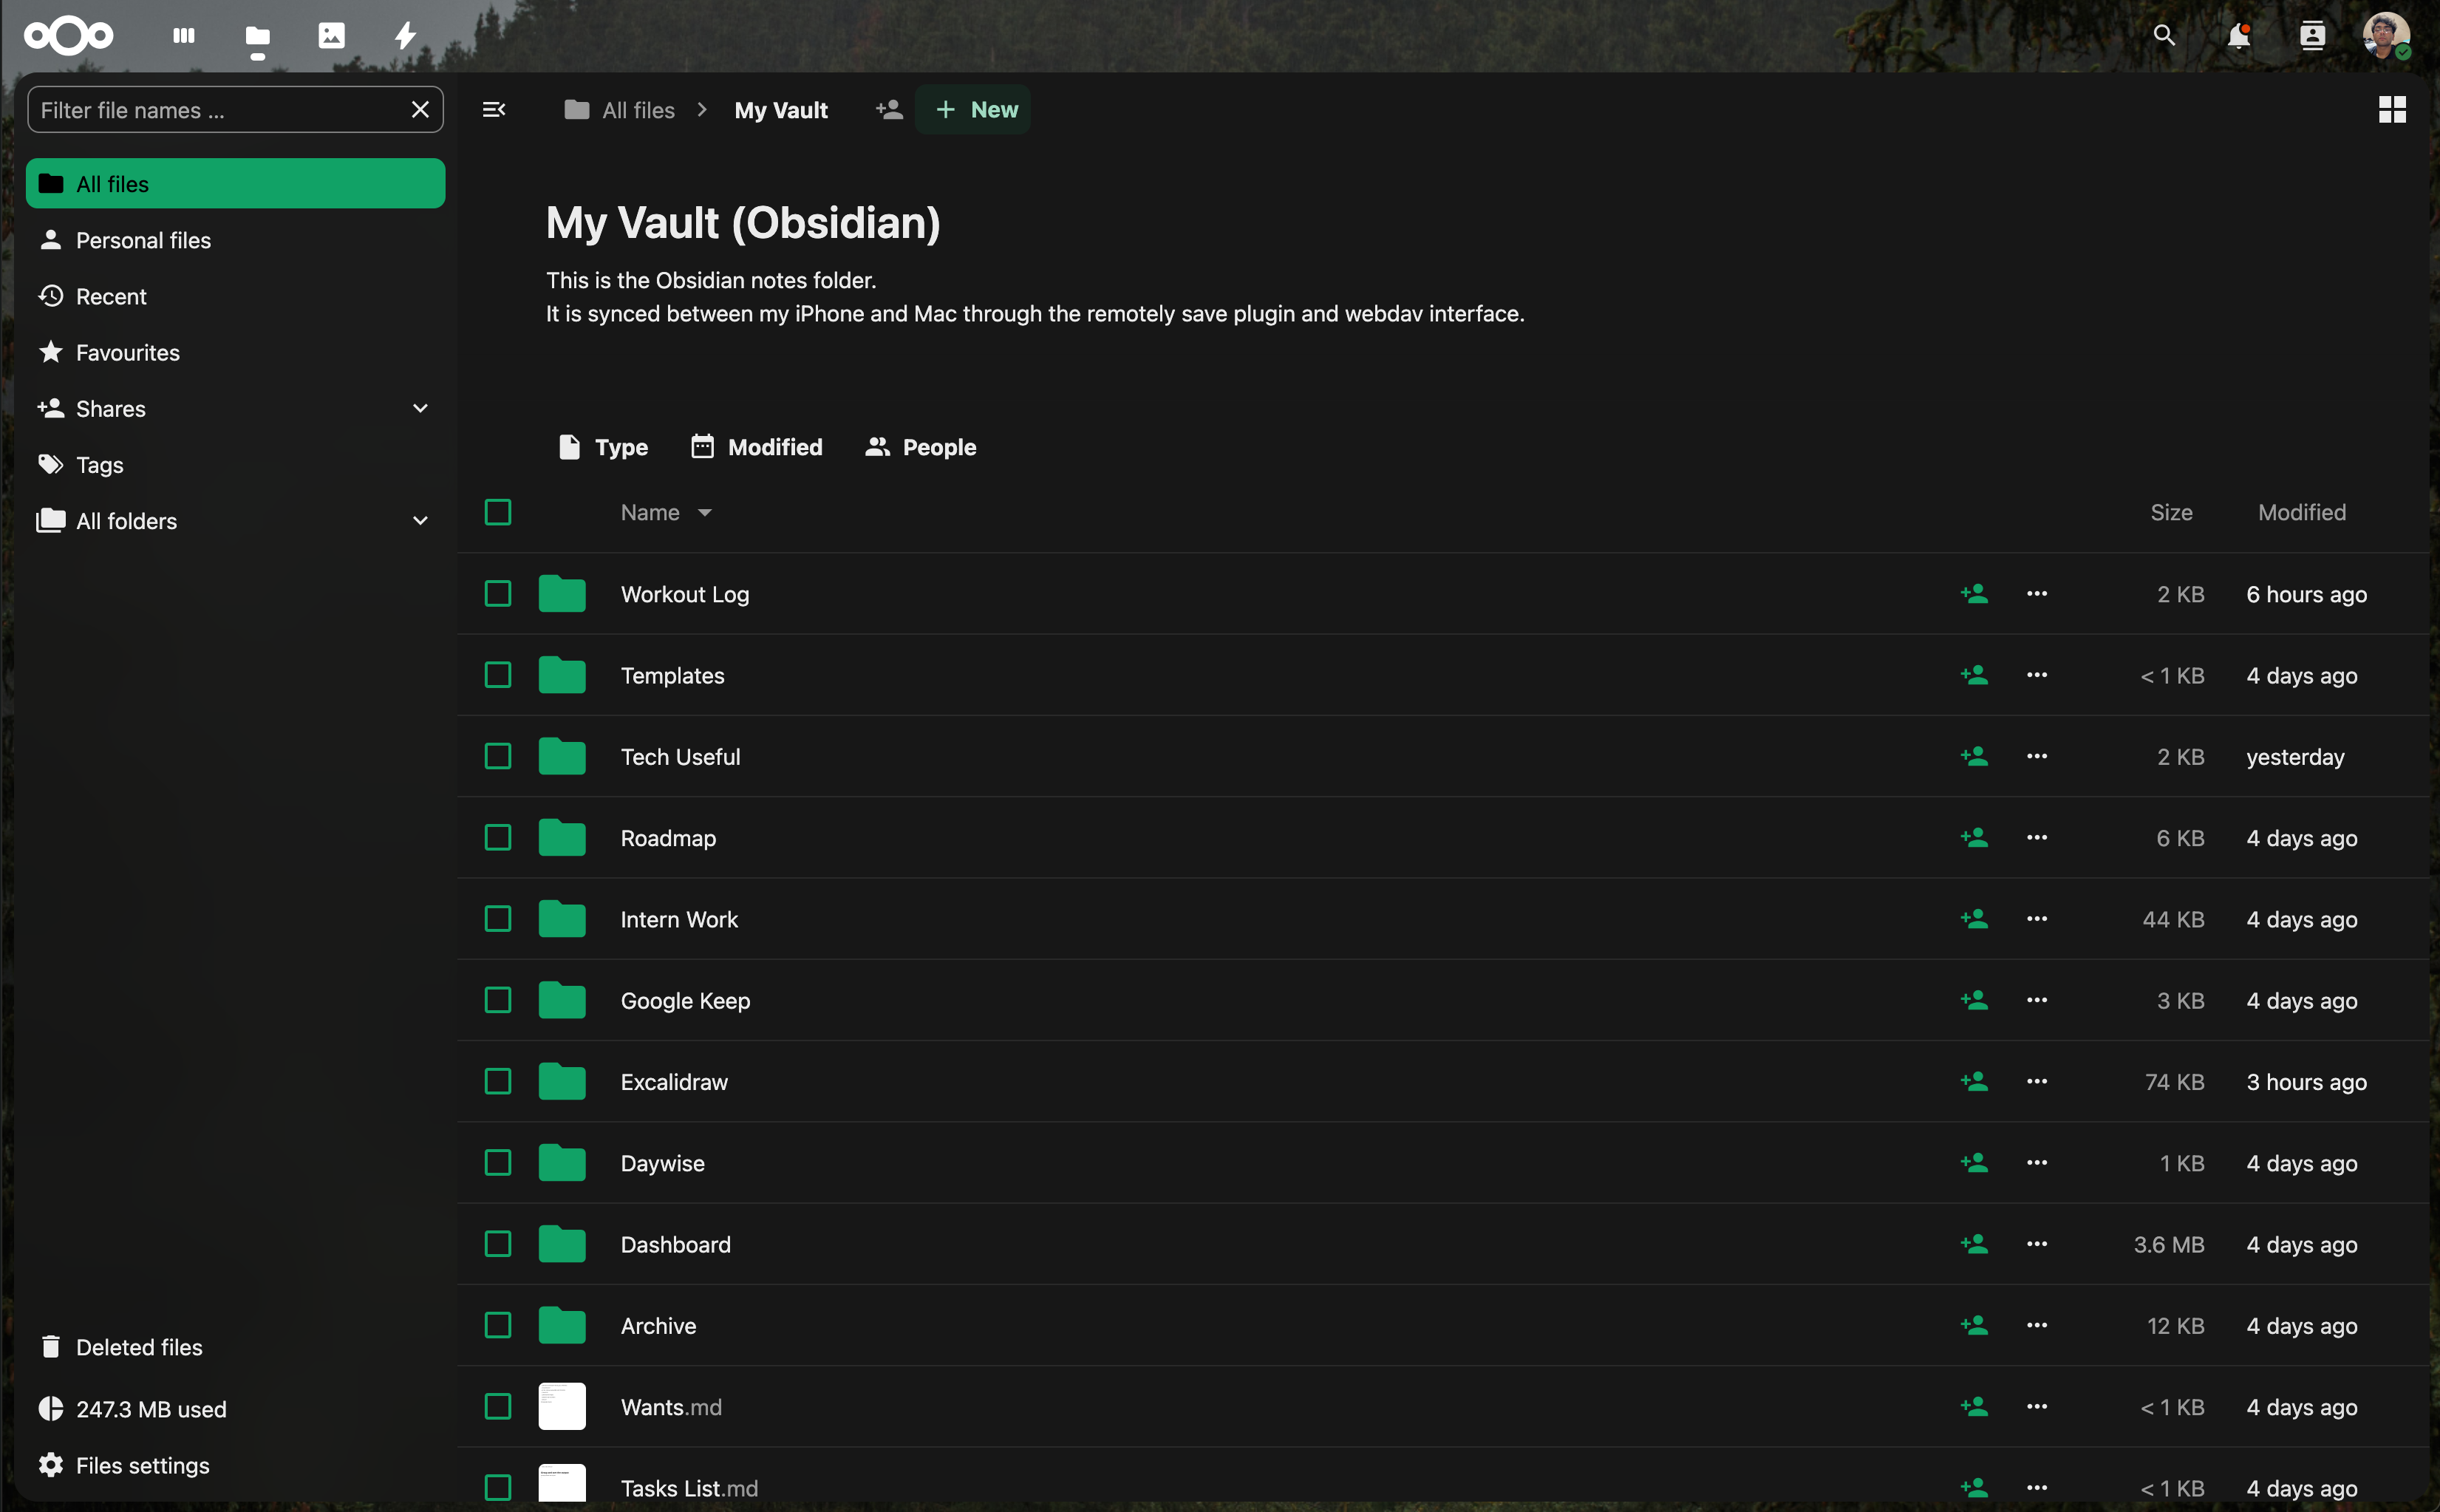 Filter file names ...
All files
Personal files
Recent
Favourites
Shares
Tags
All folders
Deleted files
247.3 MB used
Files settings
All files > My Vault
+ New
My Vault (Obsidian)
This is the Obsidian notes folder.
It is synced between my iPhone and Mac through the remotely save plugin and webdav interface.
Type Modified People
Name Size Modified
Workout Log 2 KB 6 hours ago
Templates < 1 KB 4 days ago
Tech Useful 2 KB yesterday
Roadmap 6 KB 4 days ago
Intern Work 44 KB 4 days ago
Google Keep 3 KB 4 days ago
Excalidraw 74 KB 3 hours ago
Daywise 1 KB 4 days ago
Dashboard 3.6 MB 4 days ago
Archive 12 KB 4 days ago
Wants.md < 1 KB 4 days ago
Tasks List.md < 1 KB 4 days ago